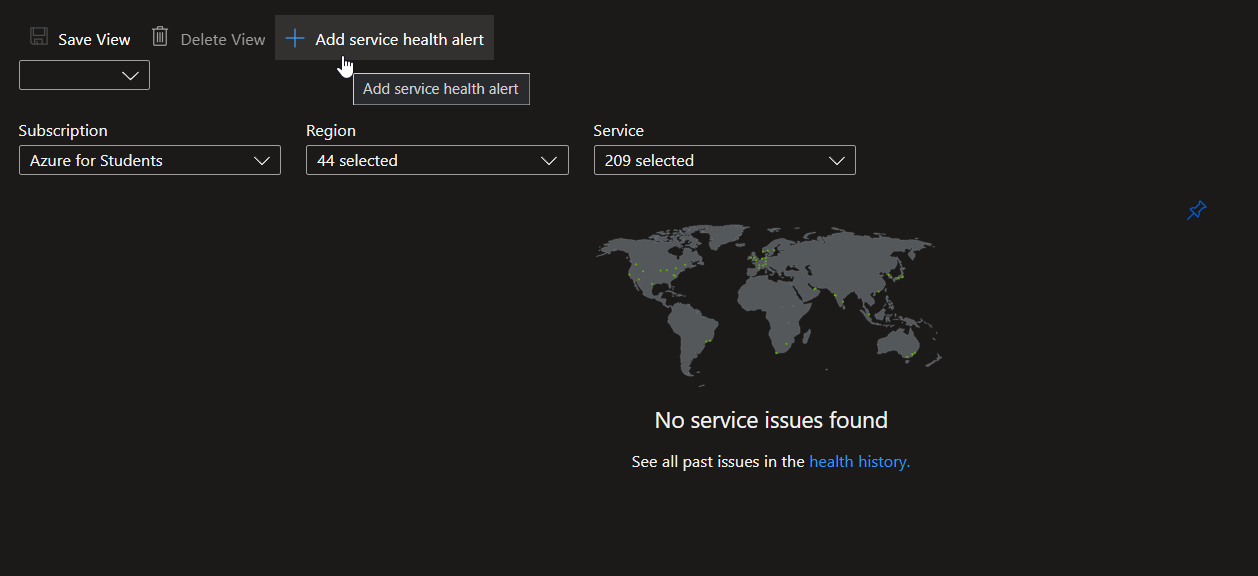 Save View Delete View Add service health alert
Add service health alert
Subscription Region Service
Azure for Students 44 selected 209 selected
No service issues found
See all past issues in the health history.